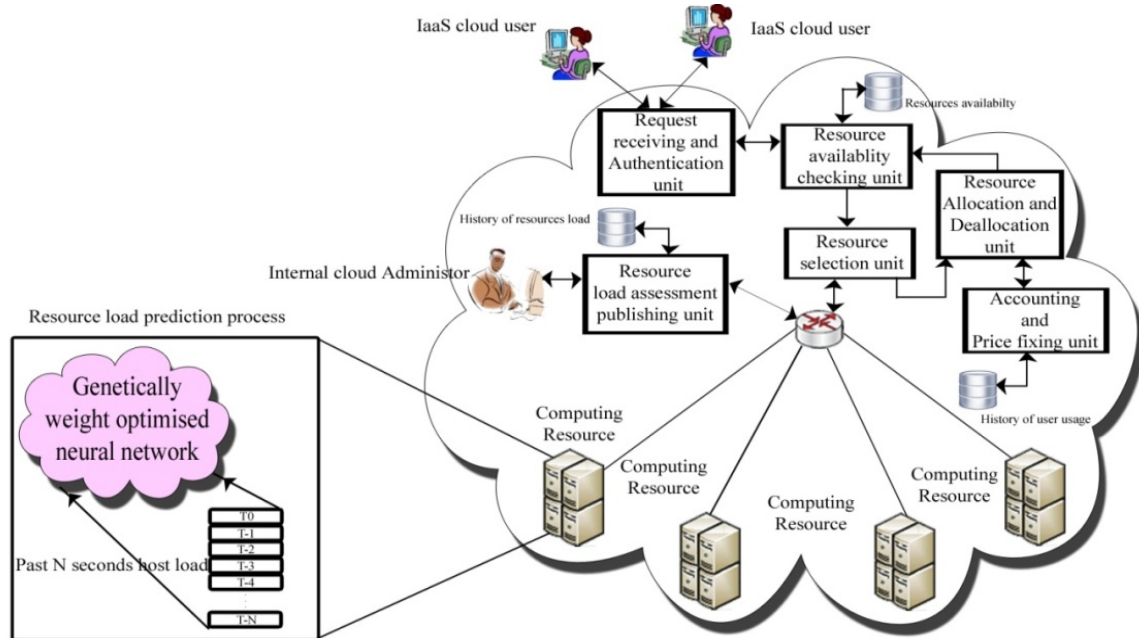 IaaS cloud user
IaaS cloud user
Request
receiving and
Authentication
unit
Resources availabilty
Resource
availablity
checking unit
Resource
Allocation and
Deallocation
unit
History of resources load
Resource
selection unit
Internal cloud Administor
Resource
load assessment
publishing unit
Accounting
and
Price fixing unit
Resource load prediction process
Genetically
weight optimised
neural network
History of user usage
Computing
Resource
Computing
Resource
Computing
Resource
Computing
Resource
Past N seconds host load
T0
T-1
T-2
T-3
T-4
T-N